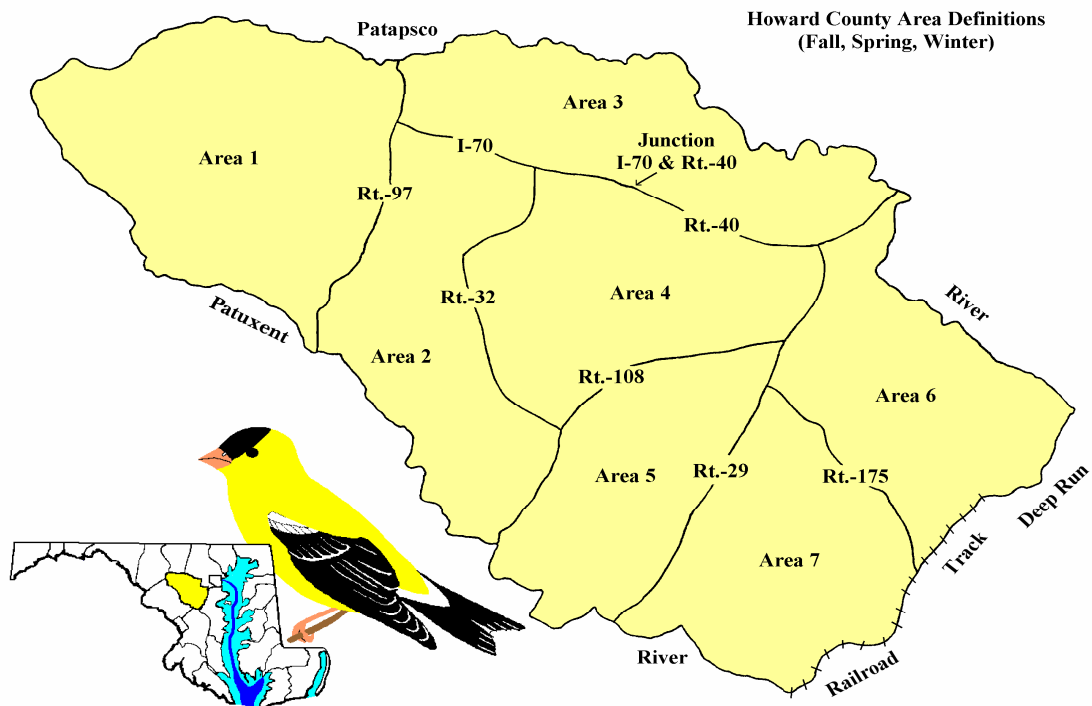 Howard County Area Definitions
(Fall, Spring, Winter)
Patapsco
Area 3
Junction
I-70 & Rt.-40
I-70
Area 1
Rt.-97
Rt.-40
Area 4
Rt.-32
River
Patuxent
Area 2
Rt.-108
Area 6
Area 5
Rt.-29
Rt.-175
Deep Run
Track
Area 7
River
Railroad